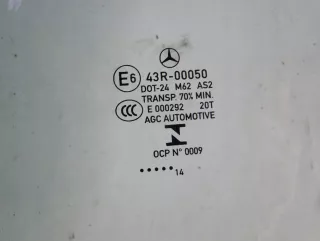 E6 43R-00050
DOT-24 M62 AS2
TRANSP. 70% MIN.
CCC E 000292 20T
AGC AUTOMOTIVE
N
OCP N° 0009
..... 14